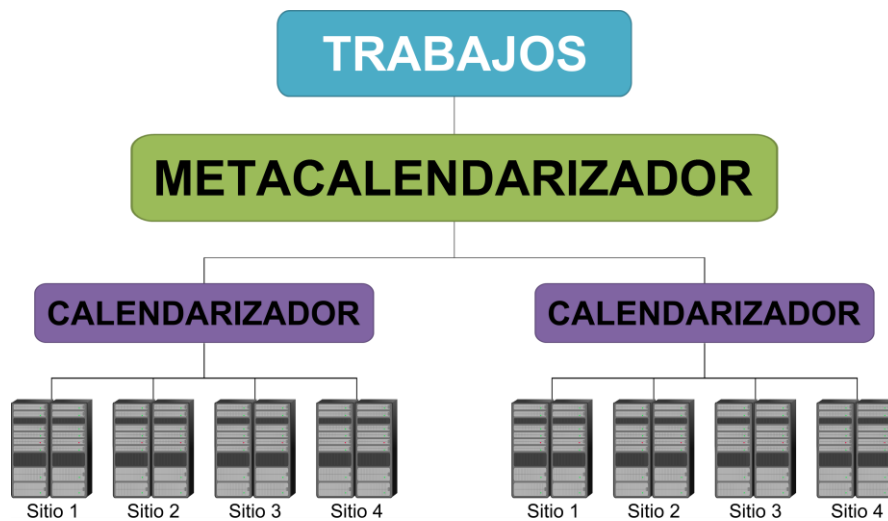 TRABAJOS
METACALENDARIZADOR
CALENDARIZADOR
CALENDARIZADOR
Sitio 1
Sitio 2
Sitio 3
Sitio 4
Sitio 1
Sitio 2
Sitio 3
Sitio 4